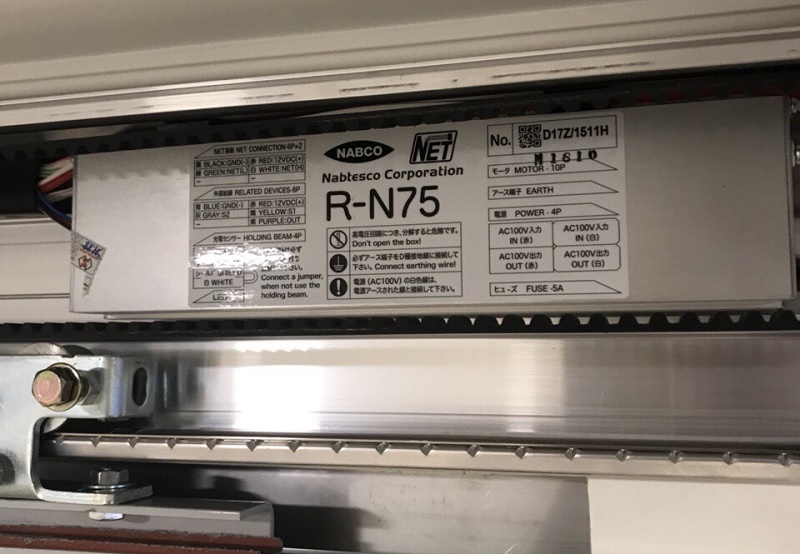 NABCO
NET
Nabtesco Corporation
R-N75
No. D17Z/1511H
M1810
NET接続 NET CONNECTION-6P×2
黒 BLACK:GND(-) 赤 RED:12VDC(+)
緑 GREEN:NET(L) 白 WHITE:NET(H)
外部結線 RELATED DEVICES-6P
青 BLUE:GND(-) 赤 RED:12VDC(+)
灰 GRAY:S2 黄 YELLOW:S1
紫 PURPLE:OUT
光電センサー HOLDING BEAM-4P
白 WHITE
Connect a jumper,
when not use the
holding beam.
LED
高電圧回路につき、分解すると危険です。
Don't open the box!
必ずアース端子をD種接地線に接続して
下さい。Connect earthing wire!
電源(AC100V)の白色線は、
電源アースされた線と接続して下さい。
モータ MOTOR-10P
アース端子 EARTH
電源 POWER-4P
AC100V入力 IN (赤)
AC100V入力 IN (白)
AC100V出力 OUT (赤)
AC100V出力 OUT (白)
ヒューズ FUSE-5A